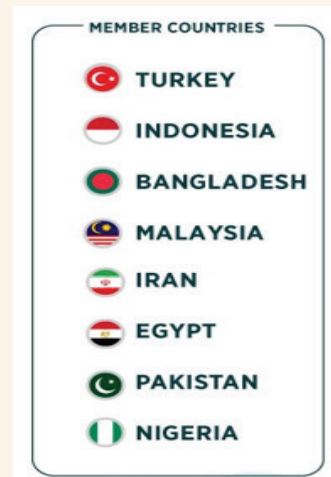 MEMBER COUNTRIES
TURKEY
INDONESIA
BANGLADESH
MALAYSIA
IRAN
EGYPT
PAKISTAN
NIGERIA